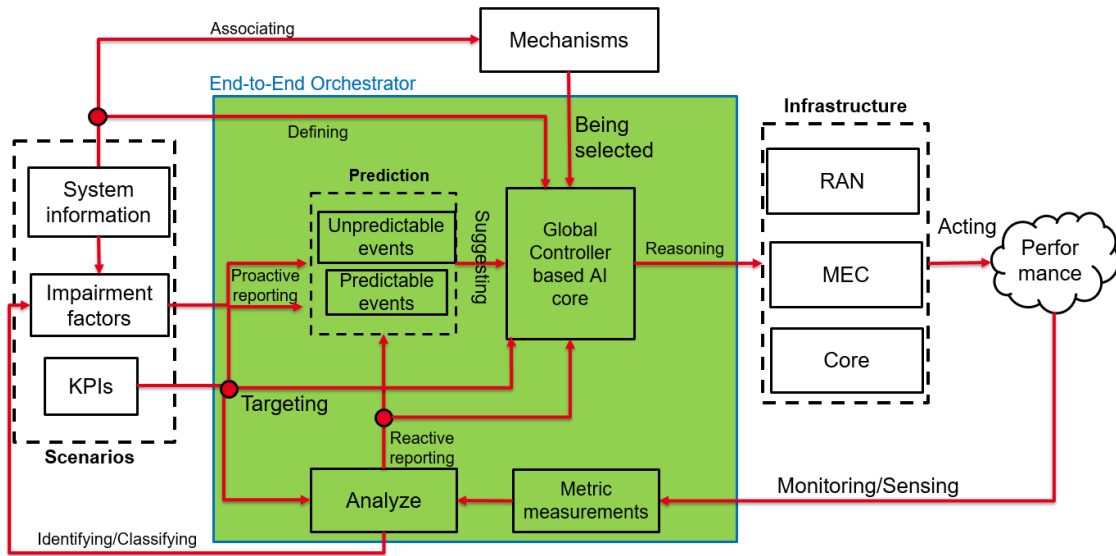 Associating
Mechanisms
End-to-End Orchestrator
Infrastructure
Defining
Being
selected
System
information
Prediction
RAN
Unpredictable
events
Suggesting
Global
Controller
based AI
core
Reasoning
Acting
Perfor
mance
Proactive
reporting
Predictable
events
MEC
Impairment
factors
KPIs
Core
Targeting
Scenarios
Reactive
reporting
Analyze
Metric
measurements
Monitoring/Sensing
Identifying/Classifying